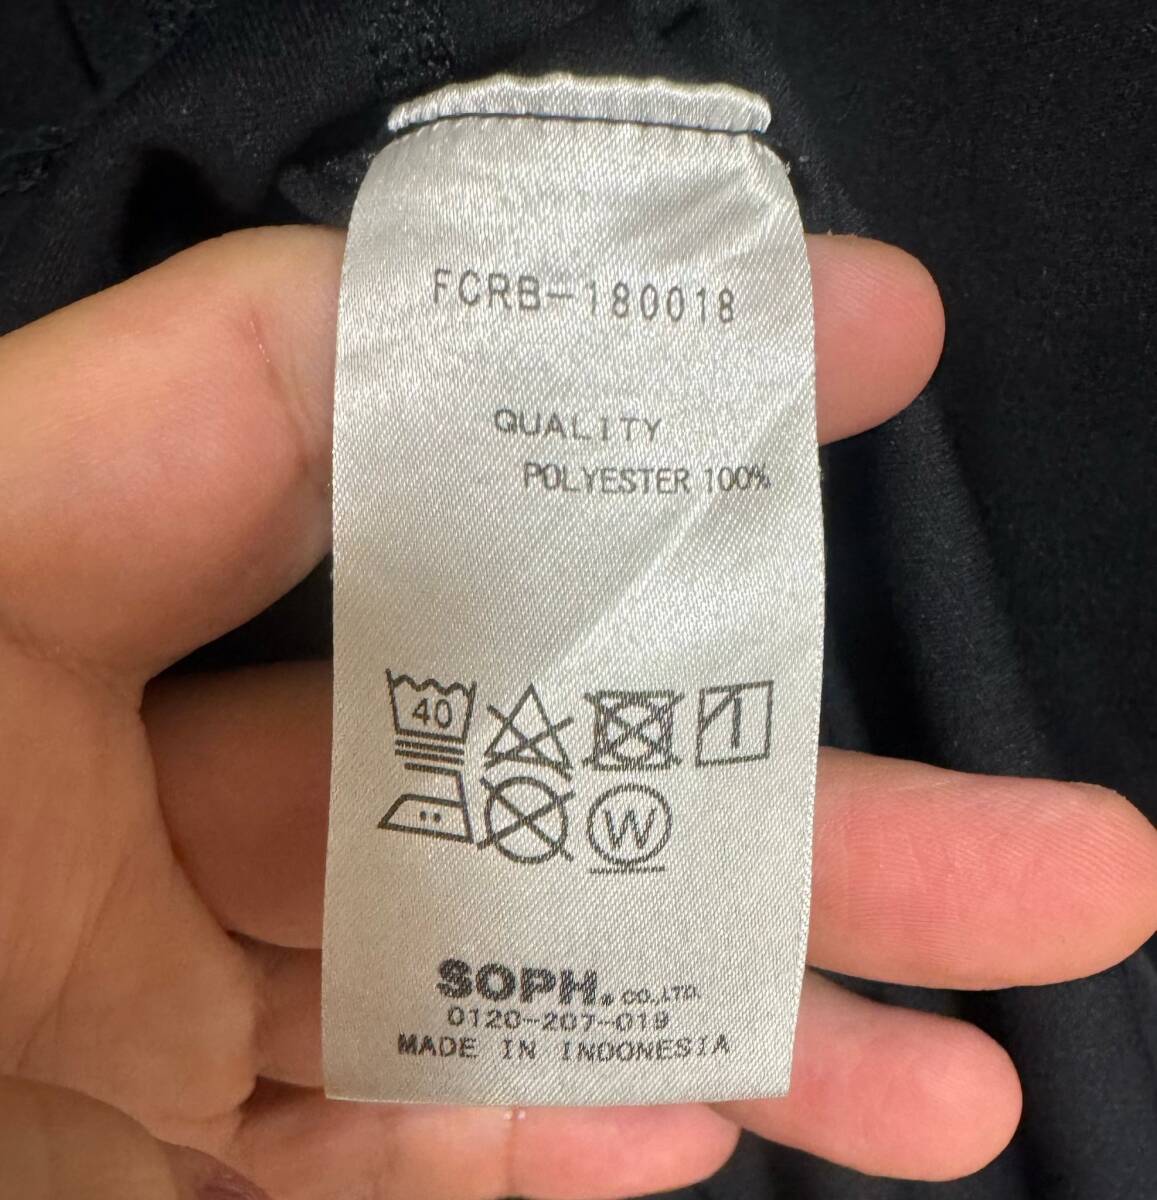 FCRB-180018
QUALITY
POLYESTER 100%
40
W
SOPH. CO.,LTD.
0120-207-019
MADE IN INDONESIA